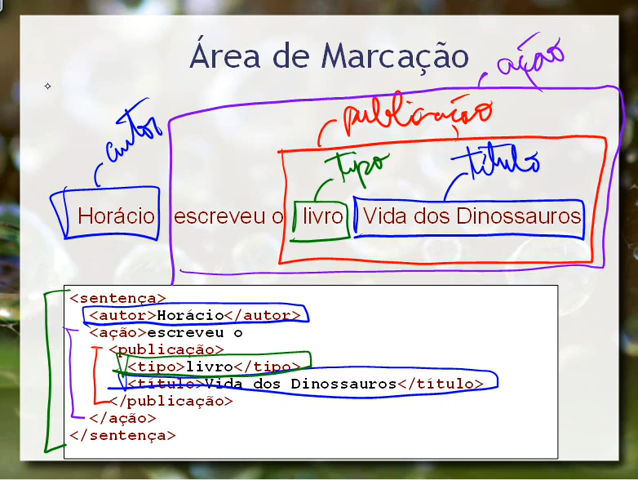 Área de Marcação
ação
publicação
autor
tipo
título
Horácio escreveu o livro Vida dos Dinossauros
<sentença>
<autor>Horácio</autor>
<ação>escreveu o
<publicação>
<tipo>livro</tipo>
<título>Vida dos Dinossauros</título>
</publicação>
</ação>
</sentença>